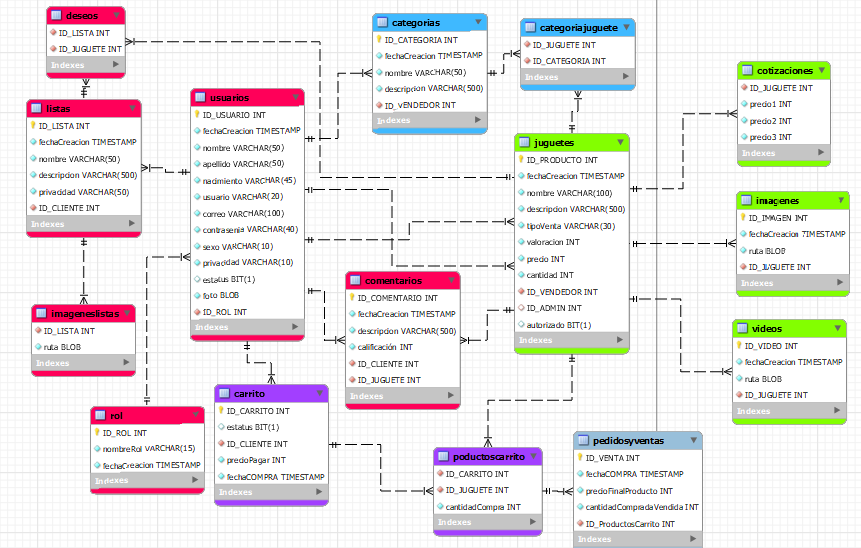 deseos
ID_LISTA INT
ID_JUGUETE INT
Indexes
categorias
ID_CATEGORIA INT
fechaCreacion TIMESTAMP
nombre VARCHAR(50)
descripcion VARCHAR(500)
ID_VENDEDOR INT
Indexes
categoriajuguete
ID_JUGUETE INT
ID_CATEGORIA INT
Indexes
cotizaciones
ID_JUGUETE INT
precio1 INT
precio2 INT
precio3 INT
Indexes
listas
ID_LISTA INT
fechaCreacion TIMESTAMP
nombre VARCHAR(50)
descripcion VARCHAR(500)
privacidad VARCHAR(50)
ID_CLIENTE INT
Indexes
usuarios
ID_USUARIO INT
fechaCreacion TIMESTAMP
nombre VARCHAR(50)
apellido VARCHAR(50)
nadmiento VARCHAR(45)
usuario VARCHAR(20)
correo VARCHAR(100)
contrasenia VARCHAR(40)
sexo VARCHAR(10)
privacidad VARCHAR(10)
estatus BIT(1)
foto BLOB
ID_ROL INT
Indexes
juguetes
ID_PRODUCTO INT
fechaCreacion TIMESTAMP
nombre VARCHAR(100)
descripcion VARCHAR(500)
tipoVenta VARCHAR(30)
valoracion INT
precio INT
cantidad INT
ID_VENDEDOR INT
ID_ADMIN INT
autorizado BIT(1)
Indexes
imagenes
ID_IMAGEN INT
fechaCreacion TIMESTAMP
ruta BLOB
ID_JUGUETE INT
Indexes
comentarios
ID_COMENTARIO INT
fechaCreacion TIMESTAMP
descripcion VARCHAR(500)
calificación INT
ID_CLIENTE INT
ID_JUGUETE INT
Indexes
imageneslistas
ID_LISTA INT
ruta BLOB
Indexes
videos
ID_VIDEO INT
fechaCreacion TIMESTAMP
ruta BLOB
ID_JUGUETE INT
Indexes
rol
ID_ROL INT
nombreRol VARCHAR(15)
fechaCreacion TIMESTAMP
Indexes
carrito
ID_CARRITO INT
estatus BIT(1)
ID_CLIENTE INT
precioPagar INT
fechaCOMPRA TIMESTAMP
Indexes
poductoscarrito
ID_CARRITO INT
ID_JUGUETE INT
cantidadCompra INT
Indexes
pedidosyventas
ID_VENTA INT
fechaCOMPRA TIMESTAMP
precioFinalProducto INT
cantidadCompradaVendida INT
ID_ProductosCarrito INT
Indexes